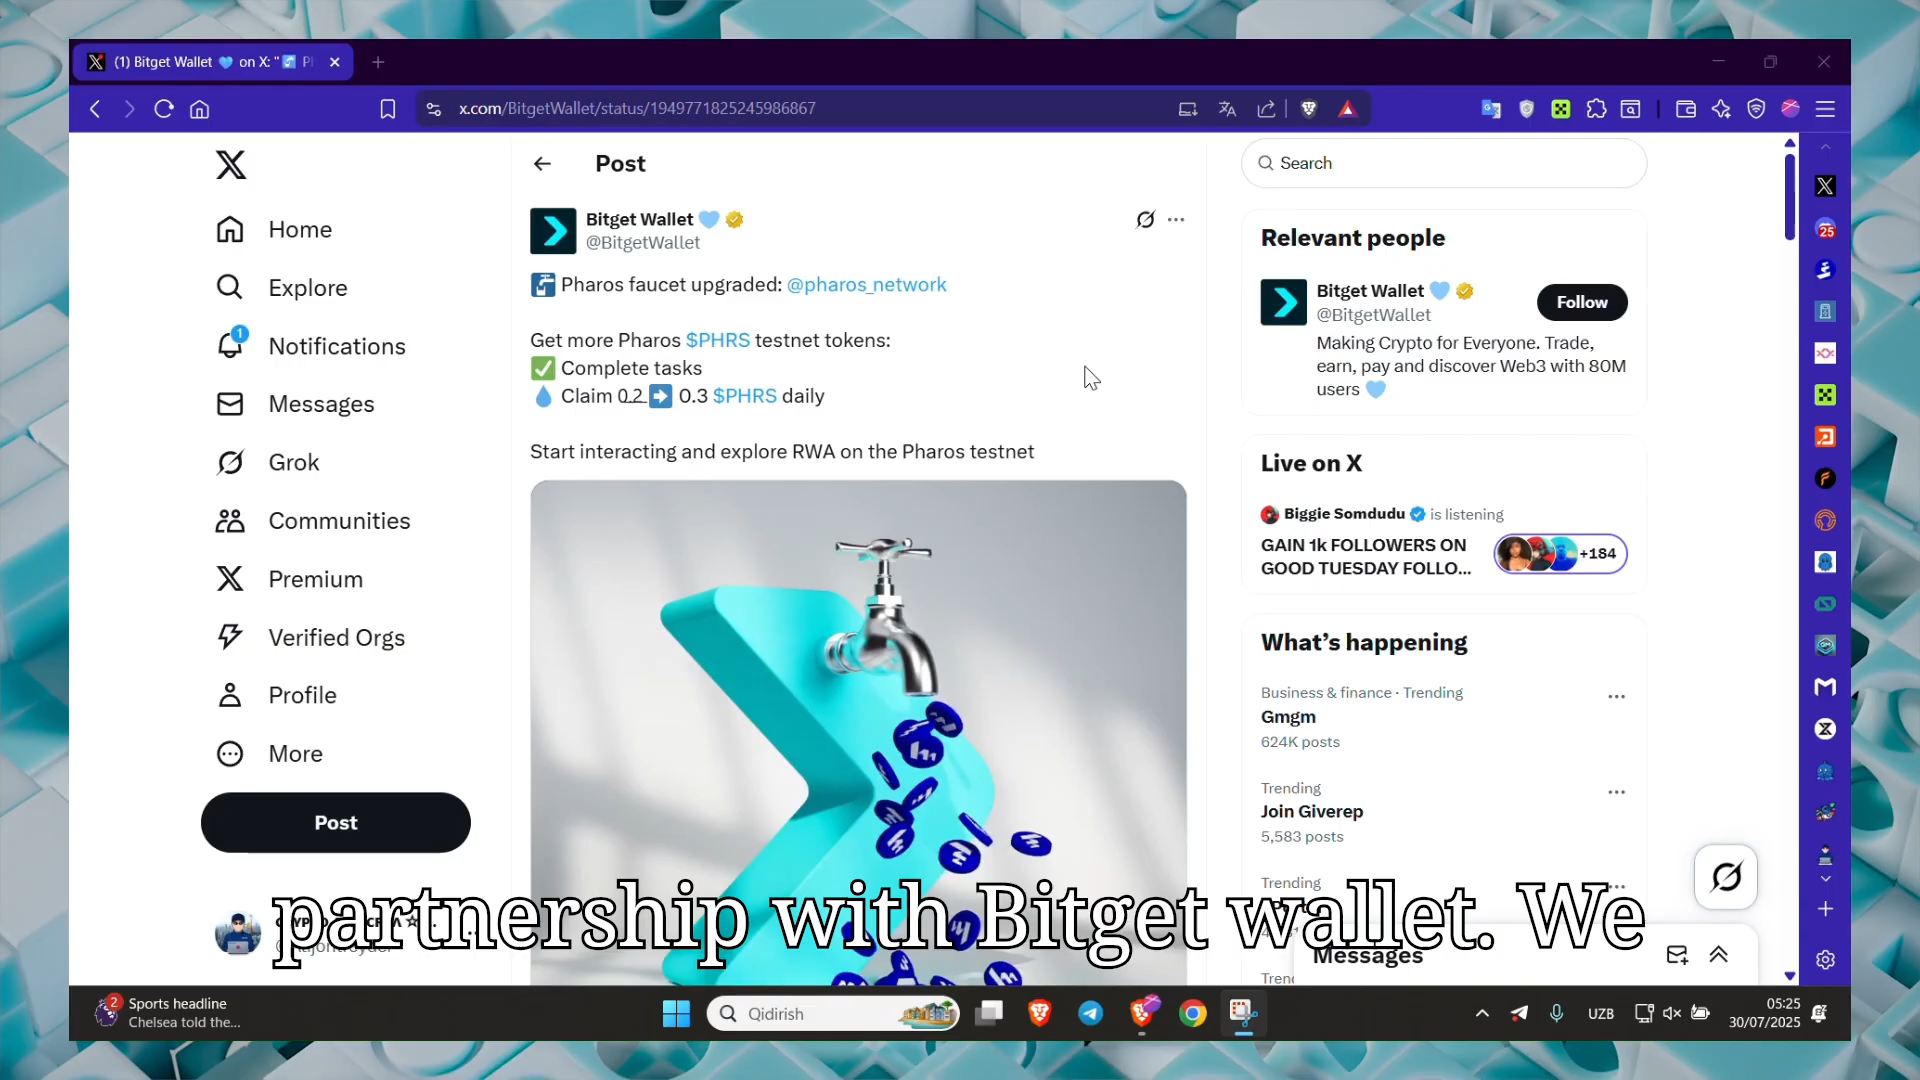 (1) Bitget Wallet 🩵 on X: "🚰 P
x.com/BitgetWallet/status/1949771825245986867
Home
Explore
1
Notifications
Messages
Grok
Communities
Premium
Verified Orgs
Profile
More
Post
Post
Bitget Wallet 🩵
@BitgetWallet
🚰 Pharos faucet upgraded: @pharos_network
Get more Pharos $PHRS testnet tokens:
✅ Complete tasks
💧 Claim 0.2 ➡️ 0.3 $PHRS daily
Start interacting and explore RWA on the Pharos testnet
Search
Relevant people
Bitget Wallet 🩵
@BitgetWallet
Follow
Making Crypto for Everyone. Trade,
earn, pay and discover Web3 with 80M
users 🩵
Live on X
Biggie Somdudu is listening
GAIN 1k FOLLOWERS ON
GOOD TUESDAY FOLLO...
+184
What's happening
Business & finance · Trending
Gmgm
624K posts
Trending
Join Giverep
5,583 posts
Trending
Messages
25
partnership with Bitget wallet. We
2
Sports headline
Chelsea told the...
Qidirish
UZB
05:25
30/07/2025